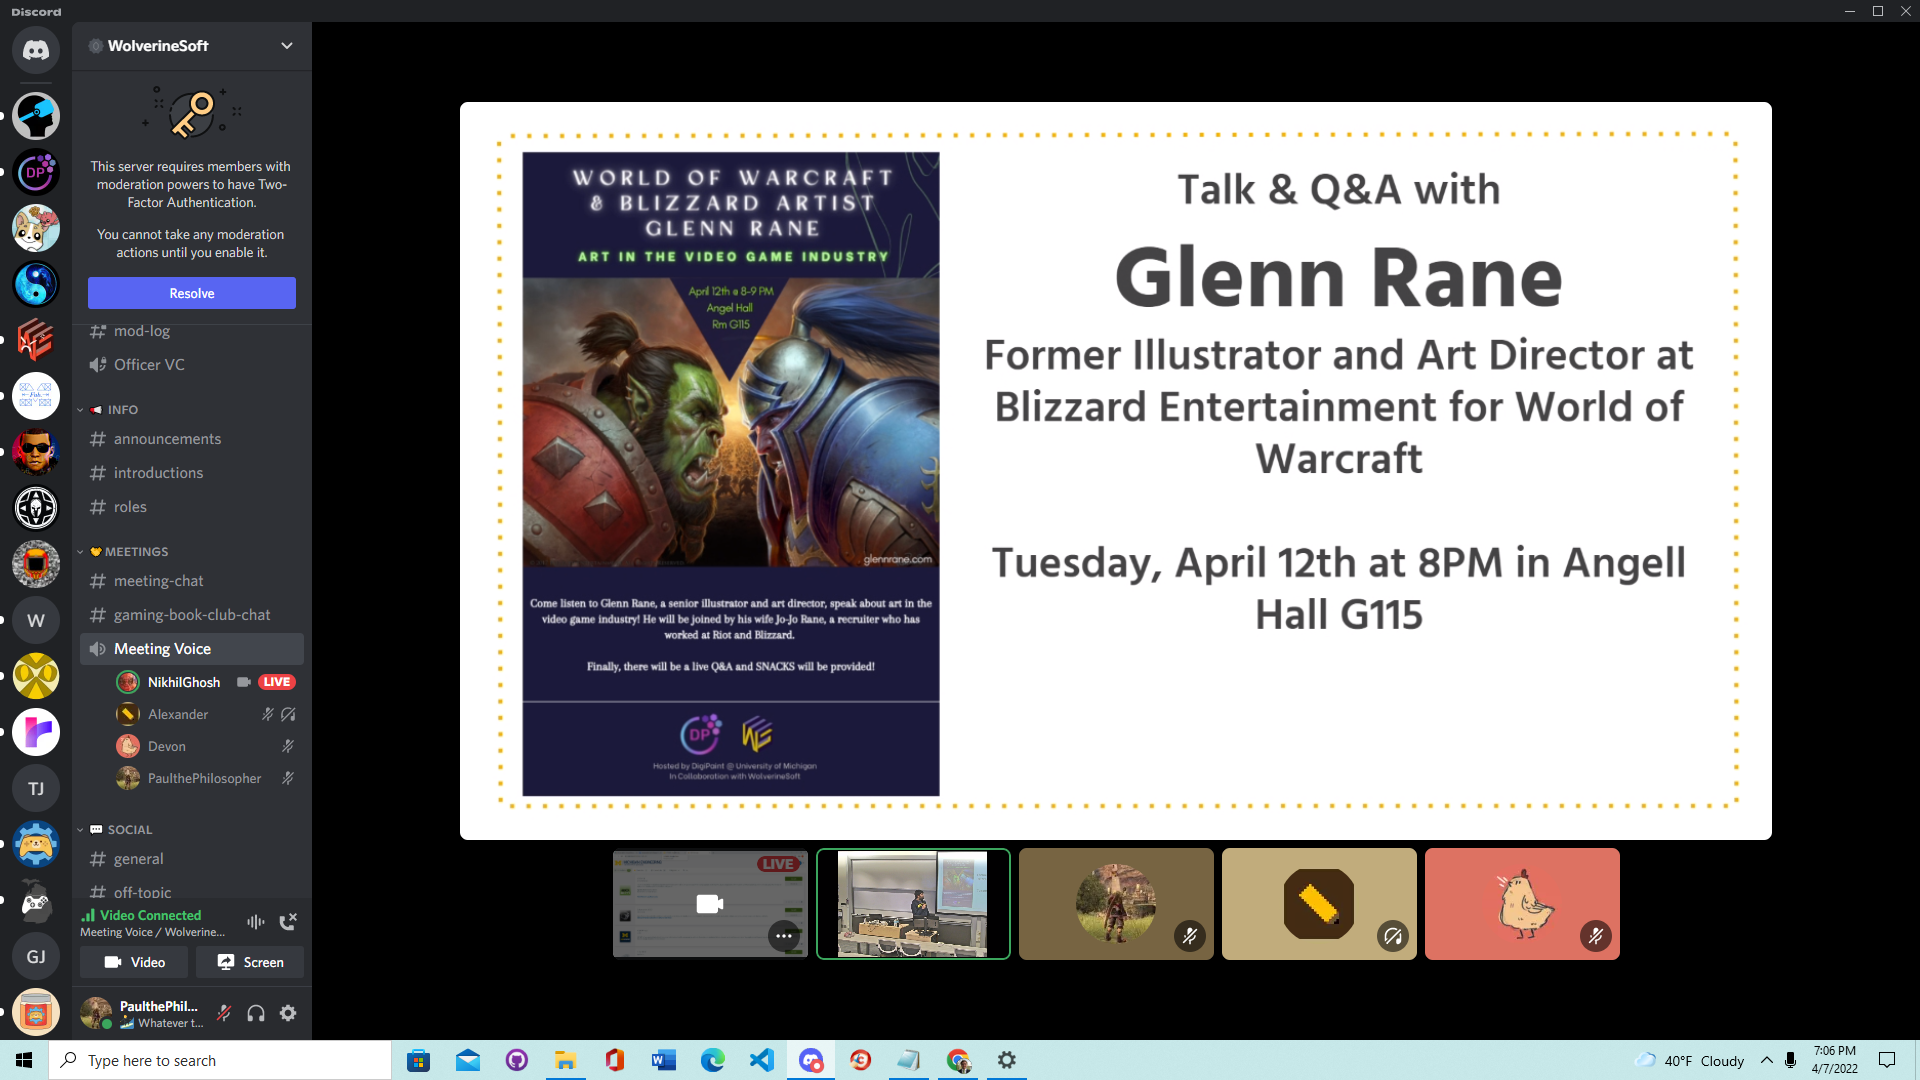 Discord
WolverineSoft
This server requires members with
moderation powers to have Two-
Factor Authentication.
You cannot take any moderation
actions until you enable it.
Resolve
mod-log
Officer VC
INFO
announcements
introductions
roles
MEETINGS
meeting-chat
gaming-book-club-chat
Meeting Voice
NikhilGhosh LIVE
Alexander
Devon
PaulthePhilosopher
SOCIAL
general
off-topic
Video Connected
Meeting Voice / Wolverine...
Video
Screen
PaulthePhil...
Whatever t...
DP
W
TJ
GJ
WORLD OF WARCRAFT
& BLIZZARD ARTIST
GLENN RANE
ART IN THE VIDEO GAME INDUSTRY
April 12th @ 8-9 PM
Angel Hall
Rm G115
glennrane.com
Come listen to Glenn Rane, a senior illustrator and art director, speak about art in the
video game industry! He will be joined by his wife Jo-Jo Rane, a recruiter who has
worked at Riot and Blizzard.
Finally, there will be a live Q&A and SNACKS will be provided!
DP
Hosted by DigiPaint @ University of Michigan
In Collaboration with WolverineSoft
Talk & Q&A with
Glenn Rane
Former Illustrator and Art Director at
Blizzard Entertainment for World of
Warcraft
Tuesday, April 12th at 8PM in Angell
Hall G115
LIVE
Type here to search
40°F Cloudy
7:06 PM
4/7/2022